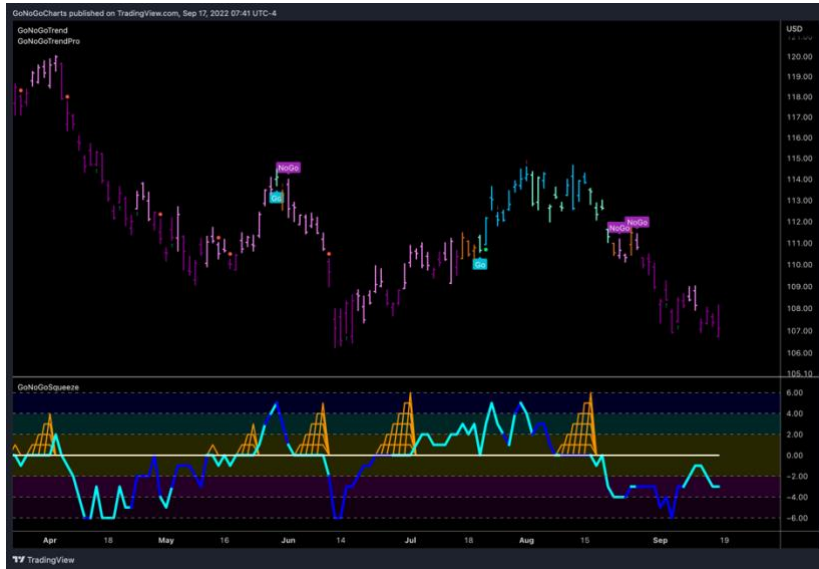 GoNoGoCharts published on TradingView.com, Sep 17, 2022 07:41 UTC-4
GoNoGoTrend
GoNoGoTrendPro
USD
120.00
119.00
118.00
117.00
116.00
115.00
NoGo
114.00
Go
113.00
112.00
NoGo
NoGo
111.00
Go
110.00
109.00
108.00
107.00
106.00
105.10
GoNoGoSqueeze
6.00
4.00
2.00
0.00
−2.00
−4.00
−6.00
Apr 18 May 16 Jun 14 Jul 18 Aug 15 Sep 19
TradingView